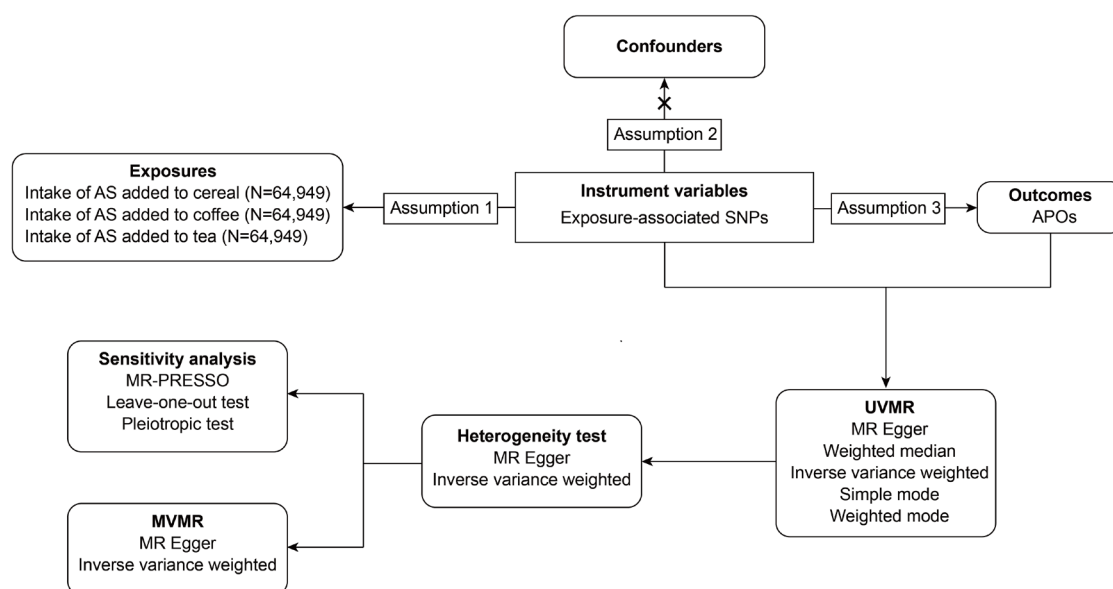 Confounders
Assumption 2
Exposures
Intake of AS added to cereal (N=64,949)
Intake of AS added to coffee (N=64,949)
Intake of AS added to tea (N=64,949)
Assumption 1
Instrument variables
Exposure-associated SNPs
Assumption 3
Outcomes
APOs
Sensitivity analysis
MR-PRESSO
Leave-one-out test
Pleiotropic test
Heterogeneity test
MR Egger
Inverse variance weighted
UVMR
MR Egger
Weighted median
Inverse variance weighted
Simple mode
Weighted mode
MVMR
MR Egger
Inverse variance weighted